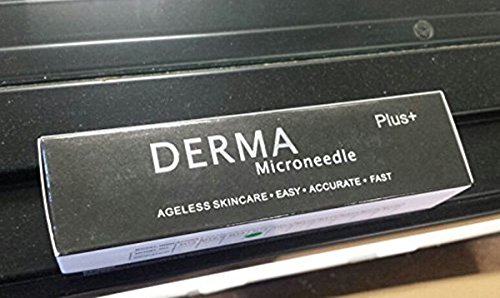 DERMA
Microneedle
Plus+
AGELESS SKINCARE • EASY • ACCURATE • FAST